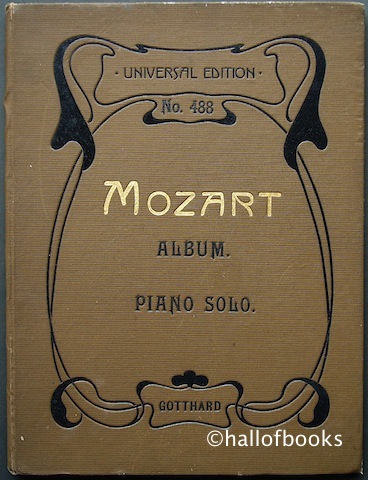 · UNIVERSAL EDITION ·
No. 488
MOZART
ALBUM.
PIANO SOLO.
GOTTHARD
©hallofbooks